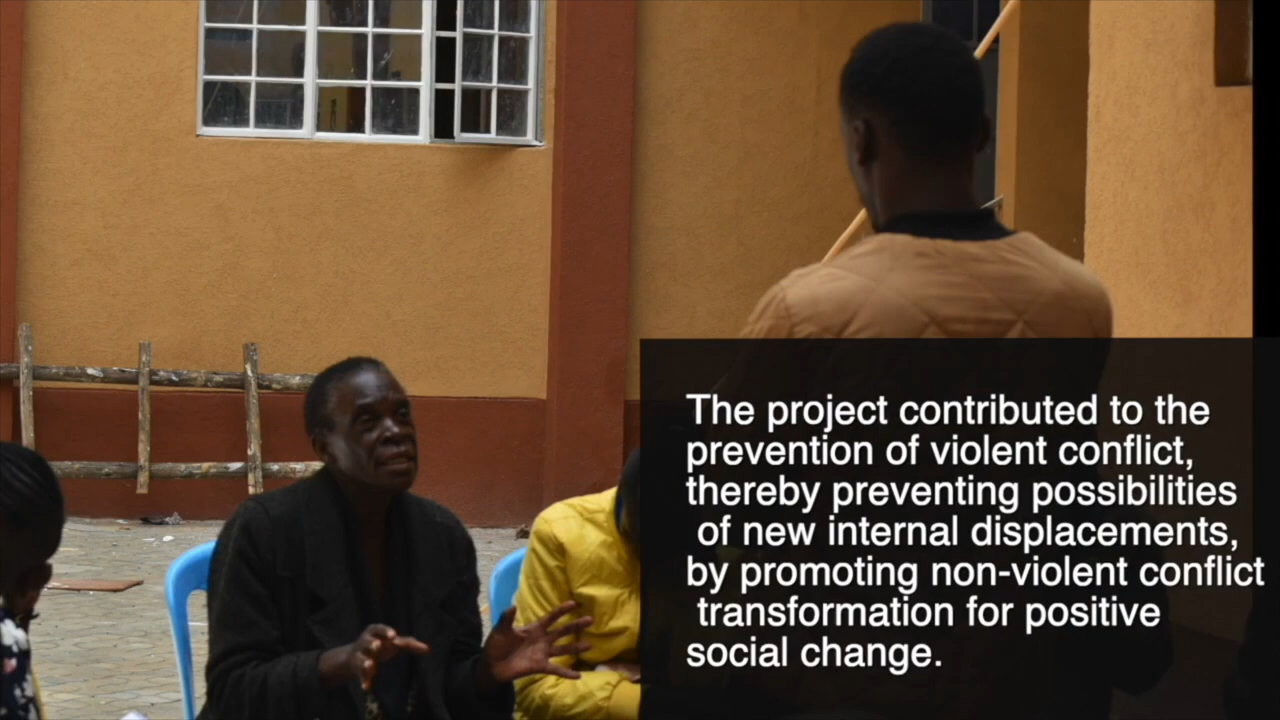 The project contributed to the
prevention of violent conflict,
thereby preventing possibilities
of new internal displacements,
by promoting non-violent conflict
transformation for positive
social change.